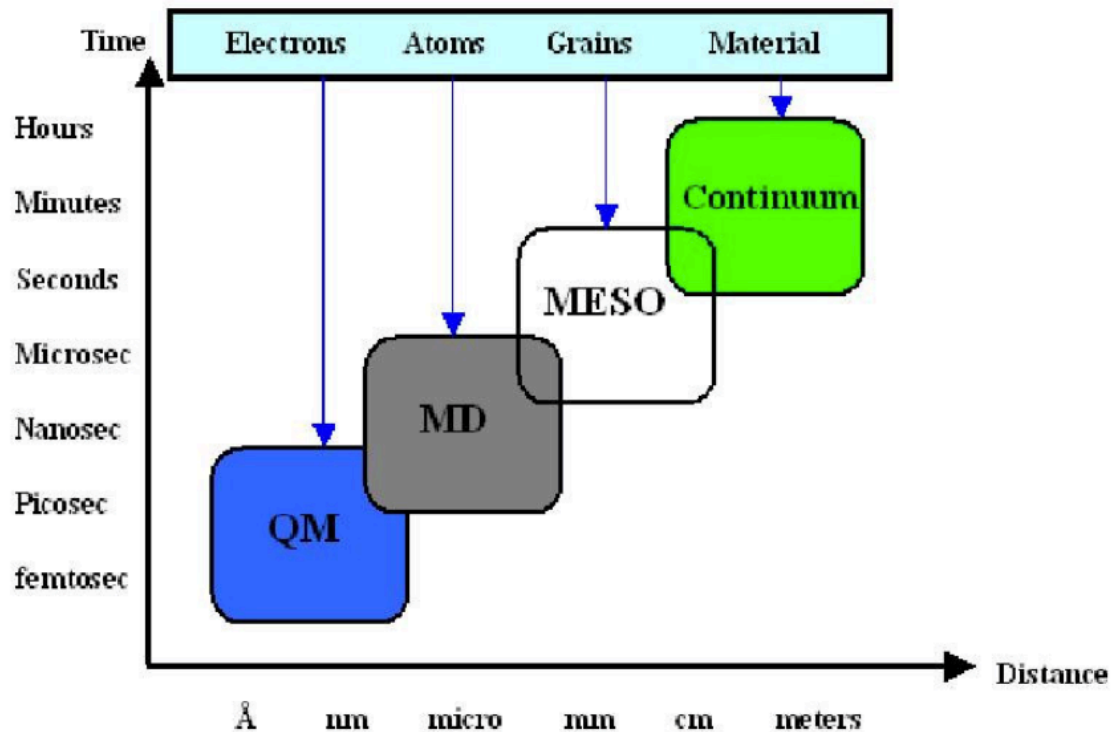 Time
Electrons Atoms Grains Material
Hours
Minutes
Seconds
Microsec
Nanosec
Picosec
femtosec
Continuum
MESO
MD
QM
Distance
Å nm micro mm cm meters